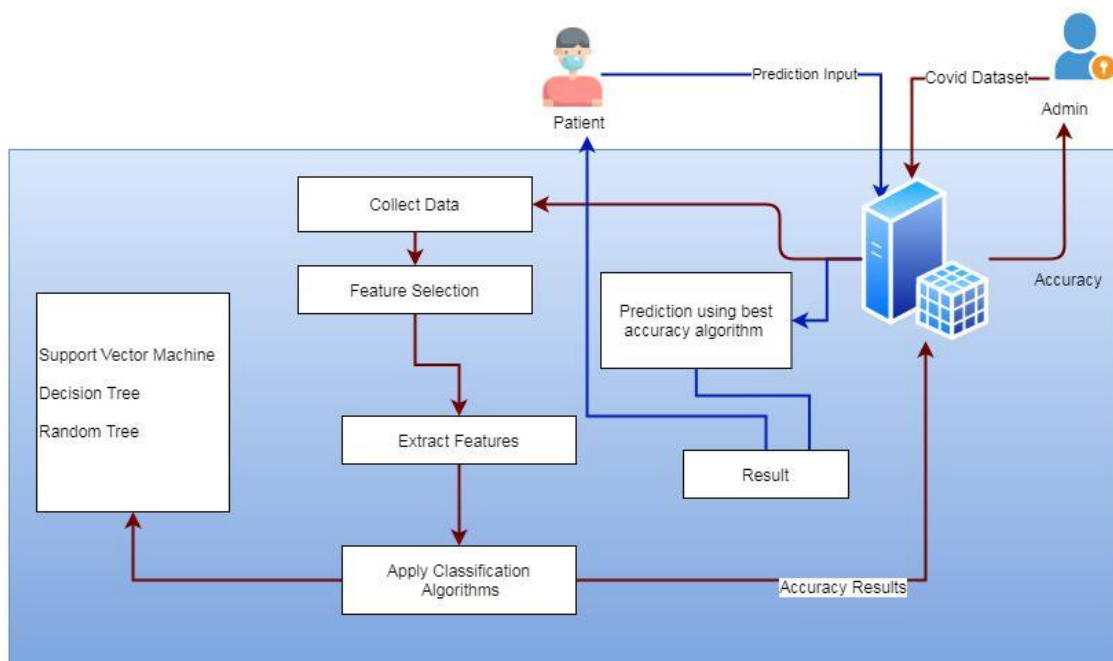 Prediction Input
Covid Dataset
Patient
Admin
Collect Data
Feature Selection
Prediction using best
accuracy algorithm
Accuracy
Support Vector Machine
Decision Tree
Random Tree
Extract Features
Result
Apply Classification
Algorithms
Accuracy Results